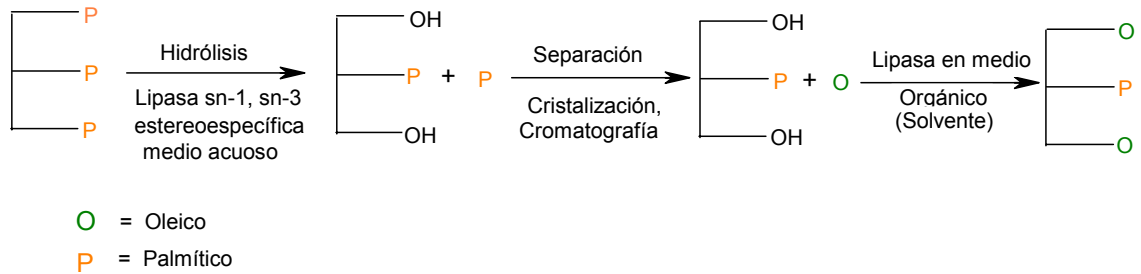 P
P
P
Hidrólisis
Lipasa sn-1, sn-3
estereoespecífica
medio acuoso
OH
P
OH
+ P
Separación
Cristalización,
Cromatografía
OH
P
OH
+ O
Lipasa en medio
Orgánico
(Solvente)
O
P
O
O = Oleico
P = Palmítico